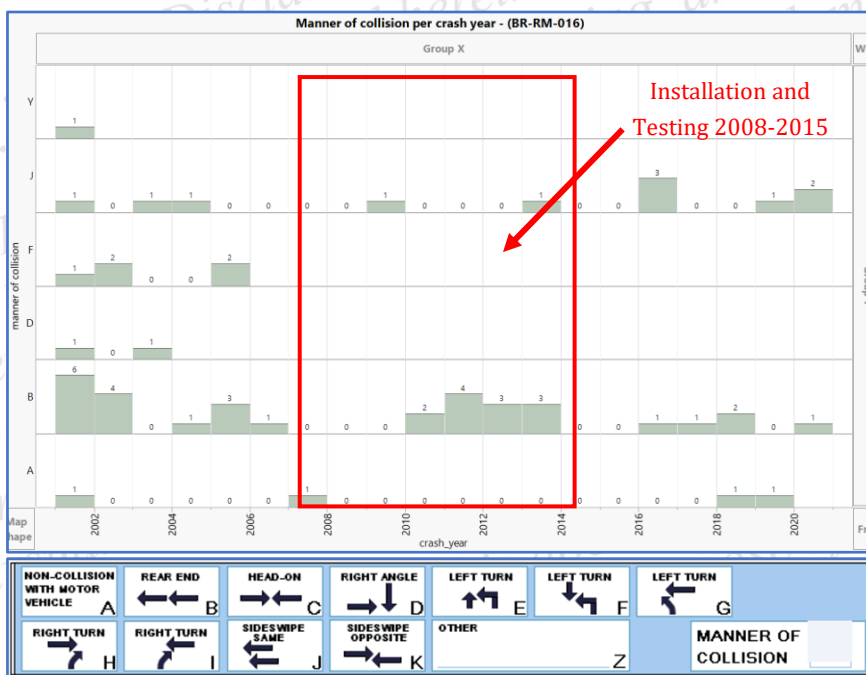 Manner of collision per crash year - (BR-RM-016)
Group X
W
Installation and
Testing 2008-2015
manner of collision
Y 1
J 1 0 1 1 0 0 0 0 1 0 0 0 1 0 0 3 0 0 1 2
F 1 2 0 0 2
D 1 0 1
B 6 4 0 1 3 1 0 0 0 2 4 3 3 0 0 1 1 2 0 1
A 1 0 0 0 0 0 1 0 0 0 0 0 0 0 0 0 0 1 1 0
Map
2002 2004 2006 2008 2010 2012 2014 2016 2018 2020
crash_year
NON-COLLISION WITH MOTOR VEHICLE A
REAR END B
HEAD-ON C
RIGHT ANGLE D
LEFT TURN E
LEFT TURN F
LEFT TURN G
RIGHT TURN H
RIGHT TURN I
SIDESWIPE SAME J
SIDESWIPE OPPOSITE K
OTHER Z
MANNER OF
COLLISION